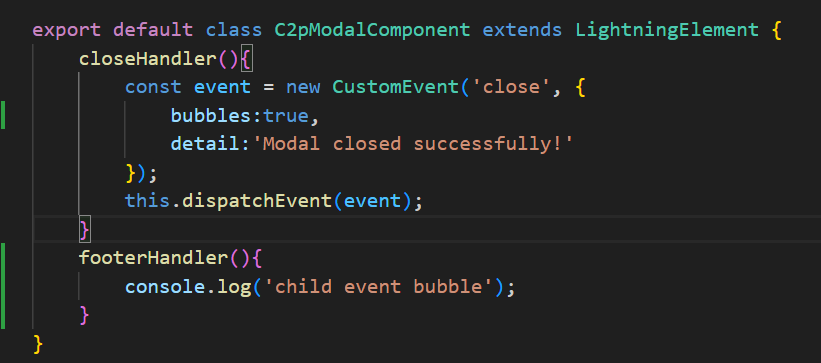 export default class C2pModalComponent extends LightningElement {
    closeHandler(){
        const event = new CustomEvent('close', {
            bubbles:true,
            detail:'Modal closed successfully!'
        });
        this.dispatchEvent(event);
    }
    footerHandler(){
        console.log('child event bubble');
    }
}